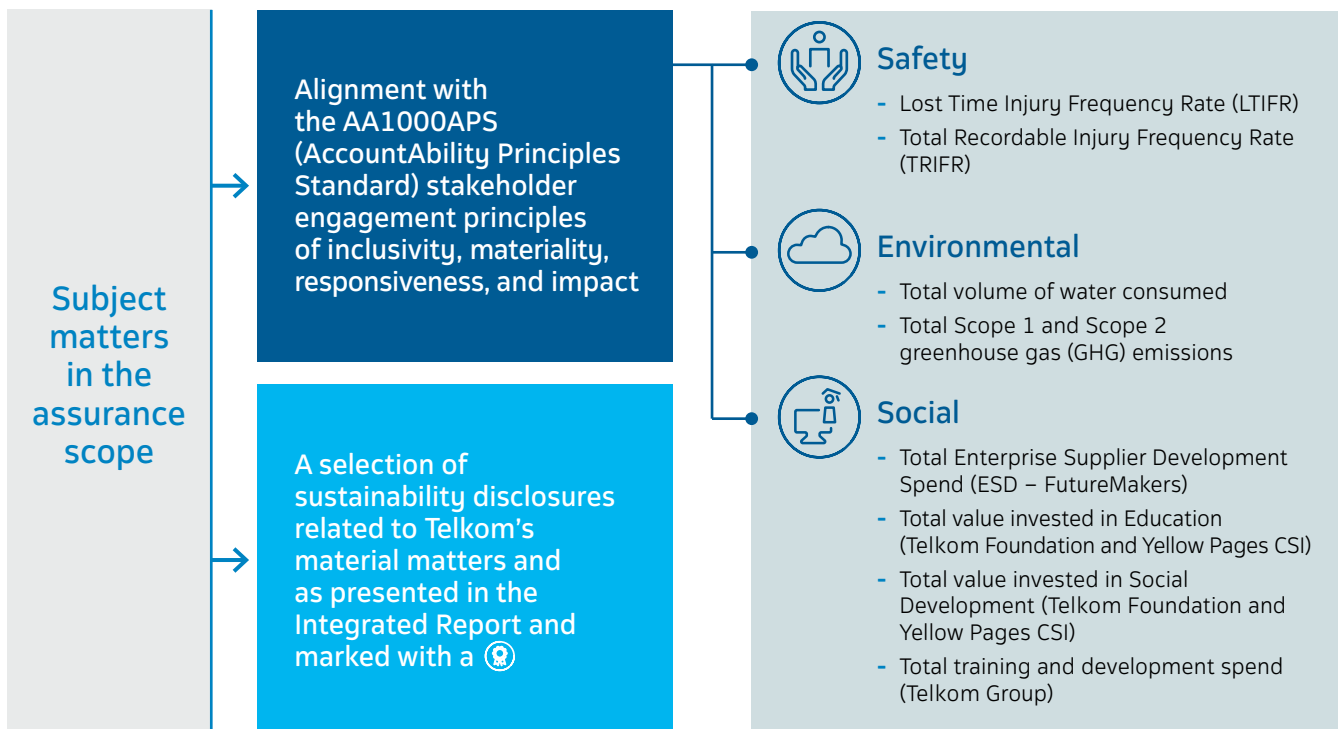 Subject
matters
in the
assurance
scope
Alignment with
the AA1000APS
(AccountAbility Principles
Standard) stakeholder
engagement principles
of inclusivity, materiality,
responsiveness, and impact
A selection of
sustainability disclosures
related to Telkom’s
material matters and
as presented in the
Integrated Report and
marked with a
Safety
- Lost Time Injury Frequency Rate (LTIFR)
- Total Recordable Injury Frequency Rate
(TRIFR)
Environmental
- Total volume of water consumed
- Total Scope 1 and Scope 2
greenhouse gas (GHG) emissions
Social
- Total Enterprise Supplier Development
Spend (ESD – FutureMakers)
- Total value invested in Education
(Telkom Foundation and Yellow Pages CSI)
- Total value invested in Social
Development (Telkom Foundation and
Yellow Pages CSI)
- Total training and development spend
(Telkom Group)